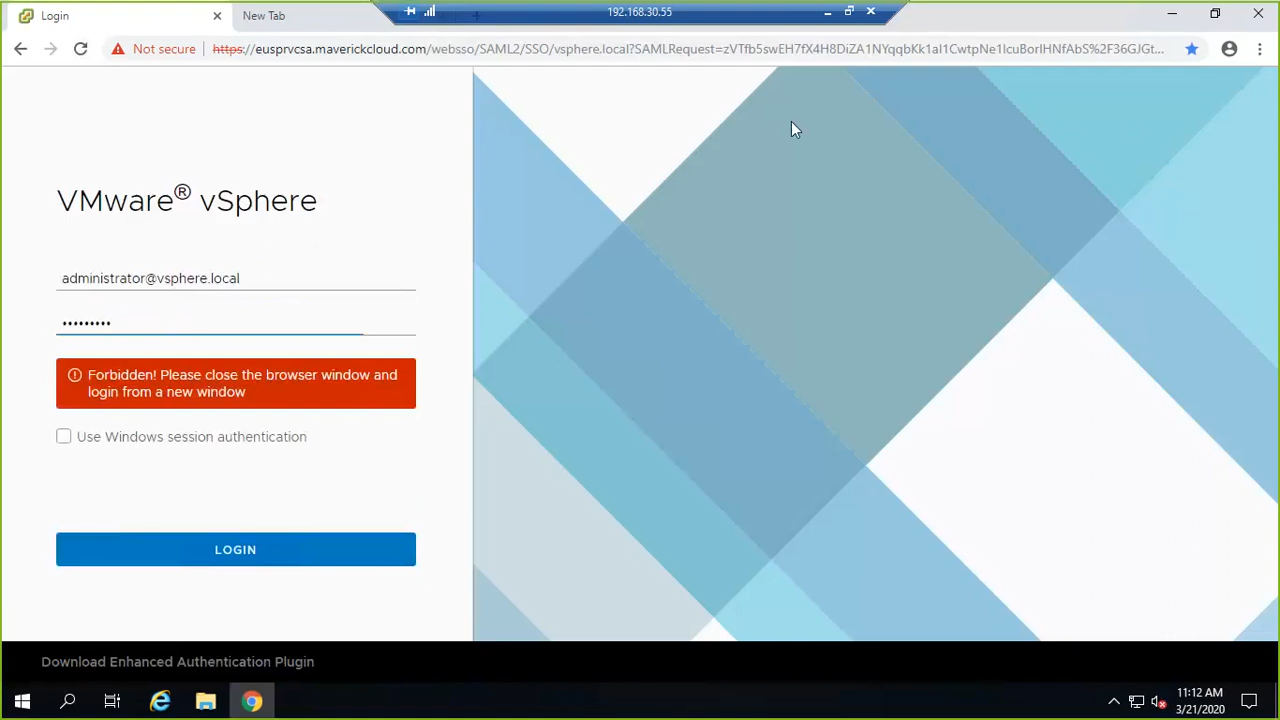 Login
New Tab
192.168.30.55
Not secure
https://eusprvcsa.maverickcloud.com/websso/SAML2/SSO/vsphere.local?SAMLRequest=zVTfb5swEH7fX4H8DiZA1NYqqbKk1aI1CwtpNe1IcuBorIHNfAbS%2F36GJGt...
VMware® vSphere
administrator@vsphere.local
•••••••••
Forbidden! Please close the browser window and
login from a new window
Use Windows session authentication
LOGIN
Download Enhanced Authentication Plugin
11:12 AM
3/21/2020